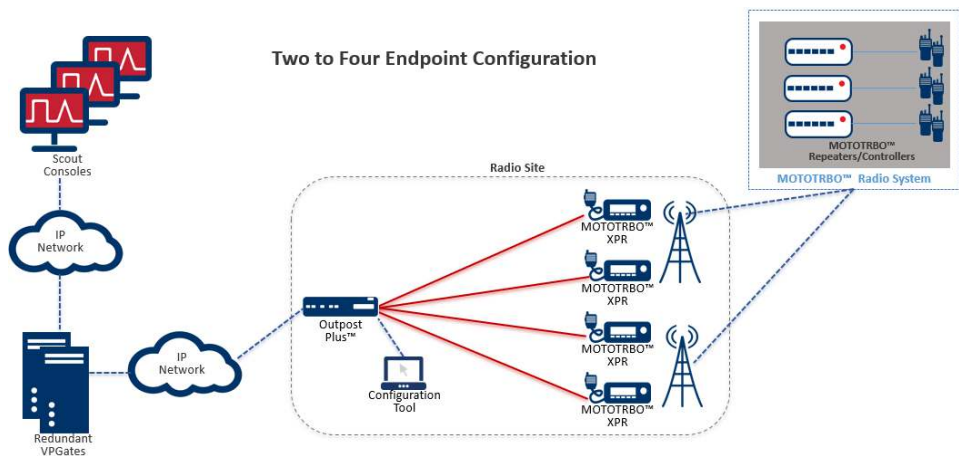 Two to Four Endpoint Configuration
MOTOTRBO™
Repeaters/Controllers
MOTOTRBO™ Radio System
Scout
Consoles
Radio Site
IP
Network
MOTOTRBO™
XPR
MOTOTRBO™
XPR
Outpost
Plus™
MOTOTRBO™
XPR
IP
Network
Configuration
Tool
MOTOTRBO™
XPR
Redundant
VPGates